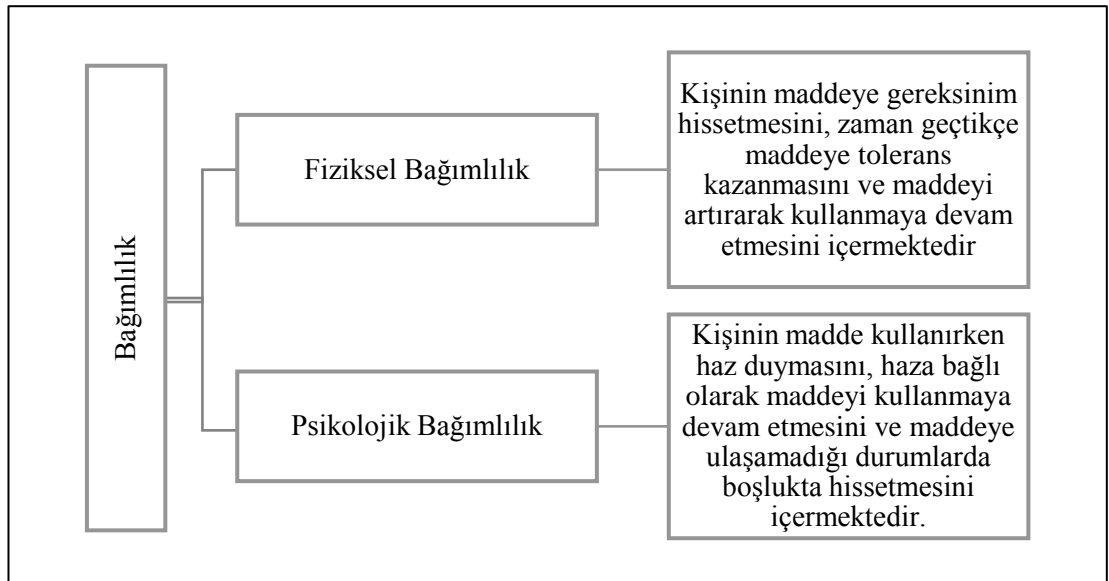 Bağımlılık
Fiziksel Bağımlılık
Kişinin maddeye gereksinim
hissetmesini, zaman geçtikçe
maddeye tolerans
kazanmasını ve maddeyi
artırarak kullanmaya devam
etmesini içermektedir
Psikolojik Bağımlılık
Kişinin madde kullanırken
haz duymasını, haza bağlı
olarak maddeyi kullanmaya
devam etmesini ve maddeye
ulaşamadığı durumlarda
boşlukta hissetmesini
içermektedir.